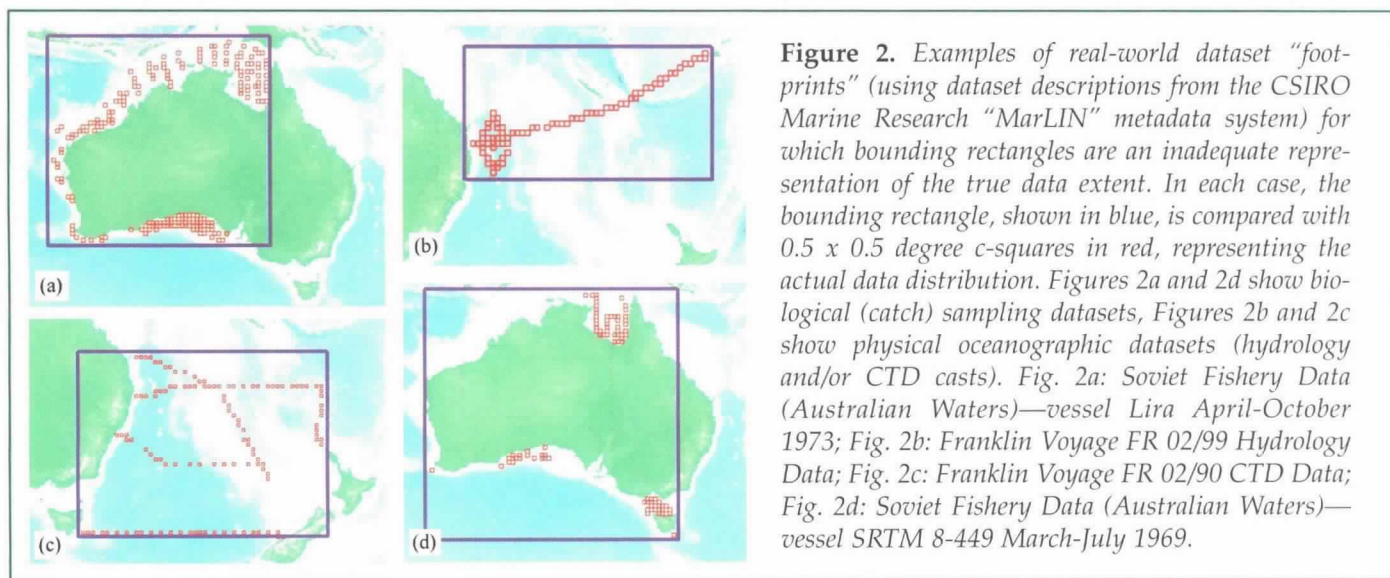 (a)
(b)
(c)
(d)
Figure 2. Examples of real-world dataset “foot-
prints” (using dataset descriptions from the CSIRO
Marine Research “MarLIN” metadata system) for
which bounding rectangles are an inadequate repre-
sentation of the true data extent. In each case, the
bounding rectangle, shown in blue, is compared with
0.5 x 0.5 degree c-squares in red, representing the
actual data distribution. Figures 2a and 2d show bio-
logical (catch) sampling datasets, Figures 2b and 2c
show physical oceanographic datasets (hydrology
and/or CTD casts). Fig. 2a: Soviet Fishery Data
(Australian Waters)—vessel Lira April-October
1973; Fig. 2b: Franklin Voyage FR 02/99 Hydrology
Data; Fig. 2c: Franklin Voyage FR 02/90 CTD Data;
Fig. 2d: Soviet Fishery Data (Australian Waters)—
vessel SRTM 8-449 March-July 1969.